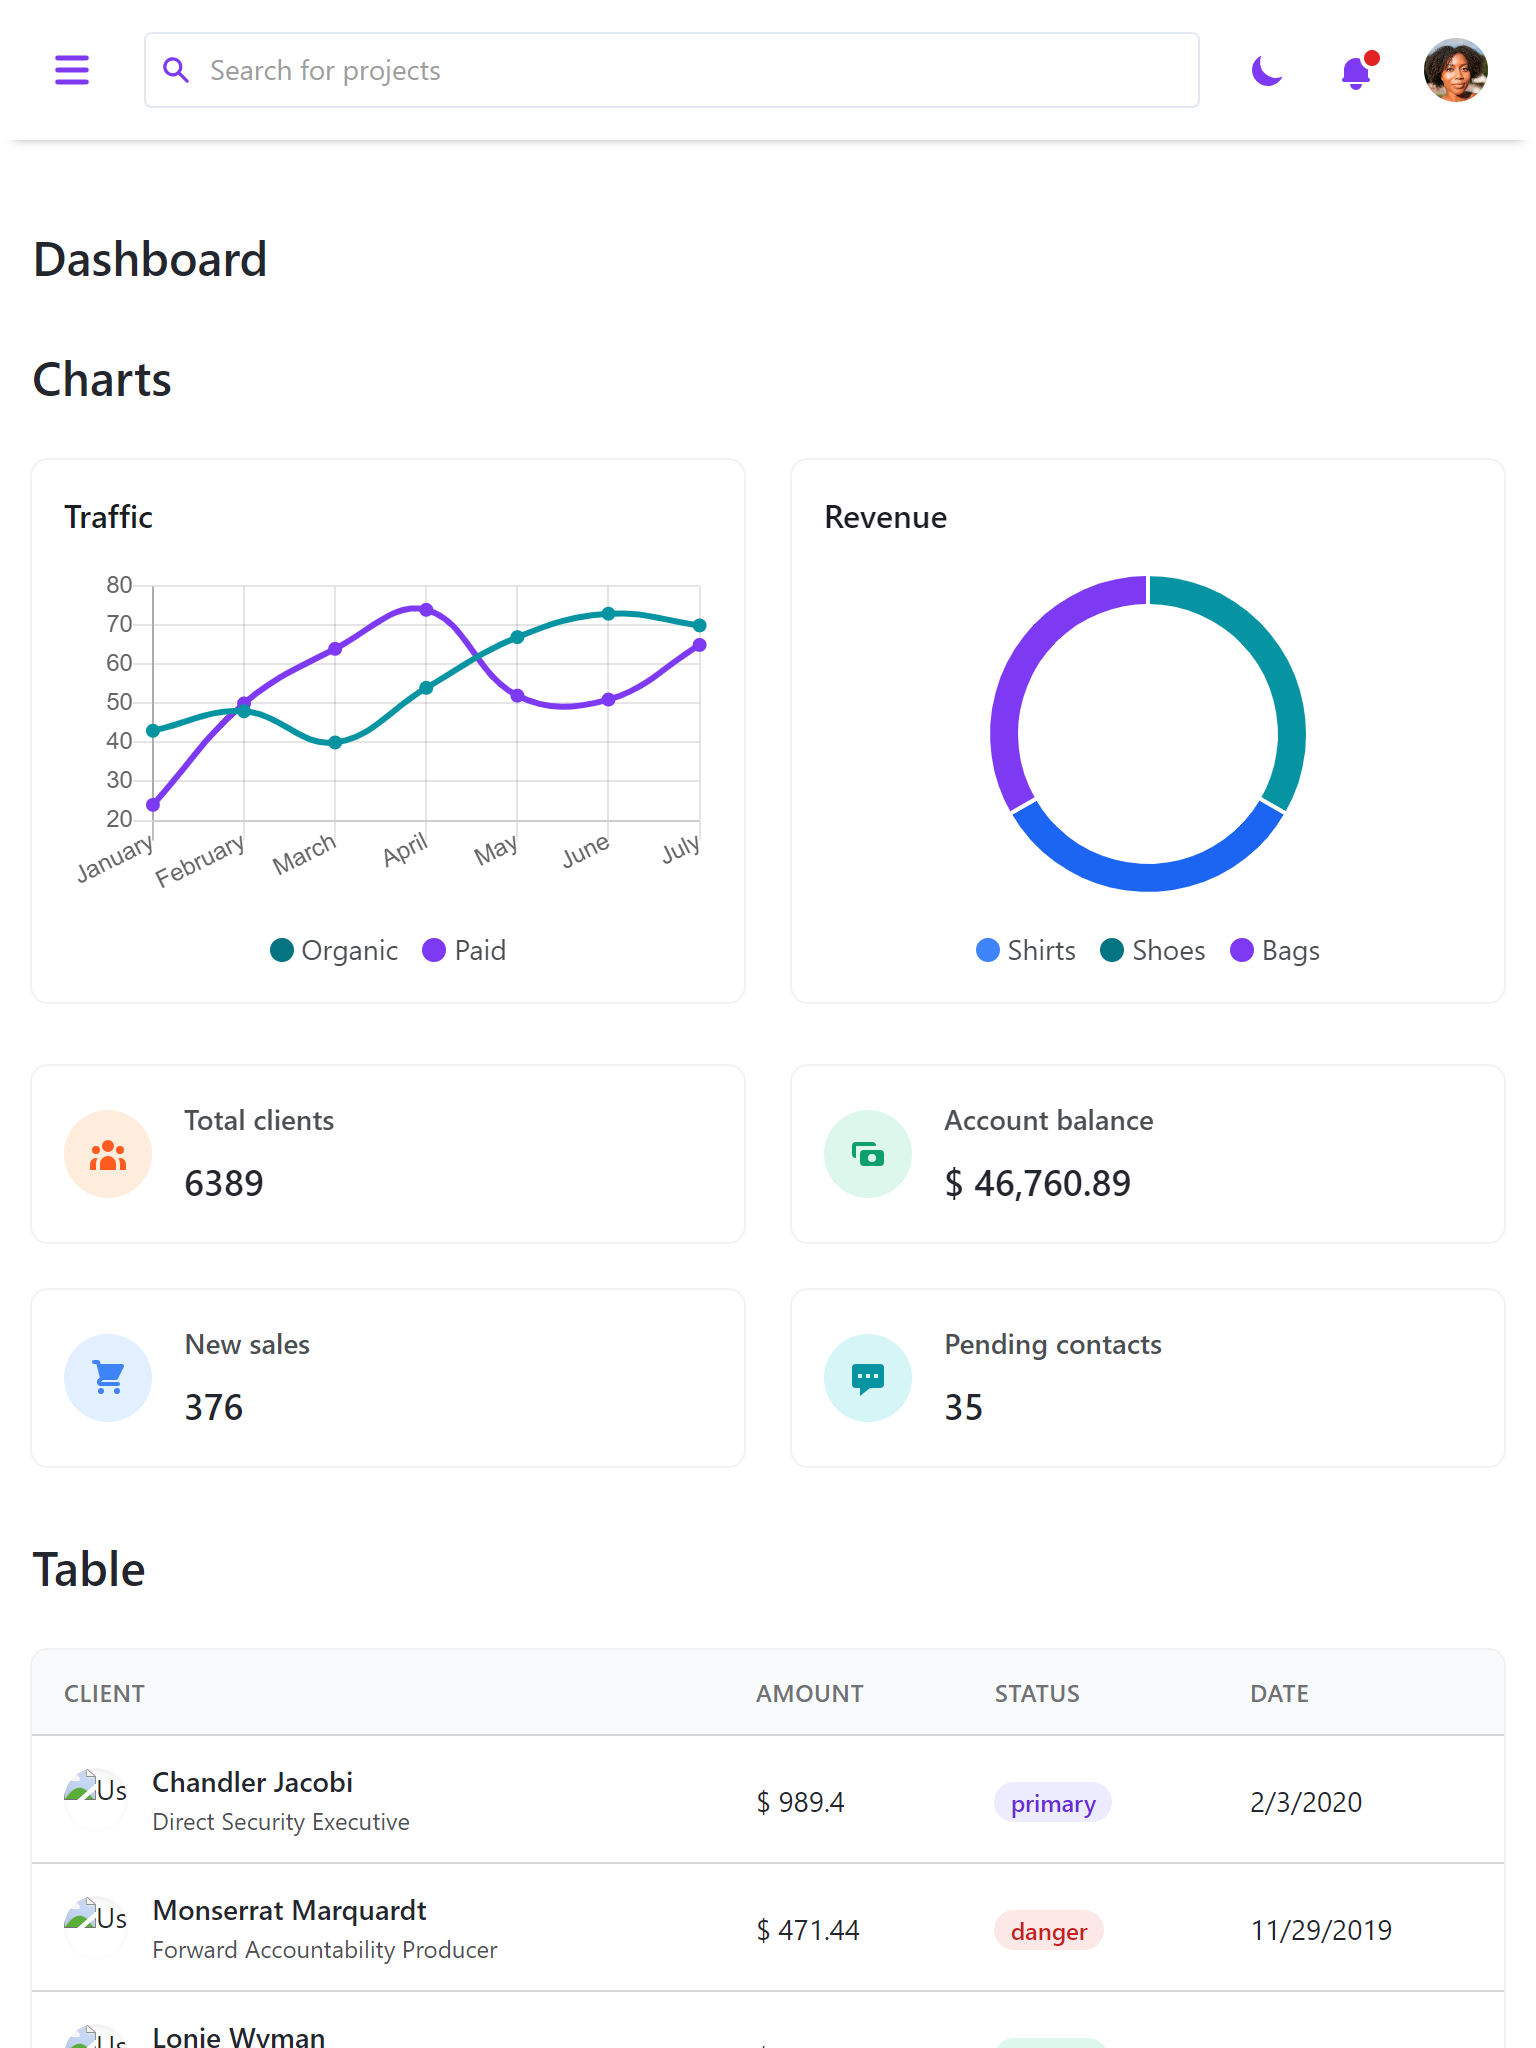 Search for projects
Dashboard
Charts
Traffic
80
70
60
50
40
30
20
January
February
March
April
May
June
July
Organic
Paid
Revenue
Shirts
Shoes
Bags
Total clients
6389
Account balance
$ 46,760.89
New sales
376
Pending contacts
35
Table
CLIENT AMOUNT STATUS DATE
Us
Chandler Jacobi
Direct Security Executive
$ 989.4
primary
2/3/2020
Us
Monserrat Marquardt
Forward Accountability Producer
$ 471.44
danger
11/29/2019
Us
Lonie Wyman